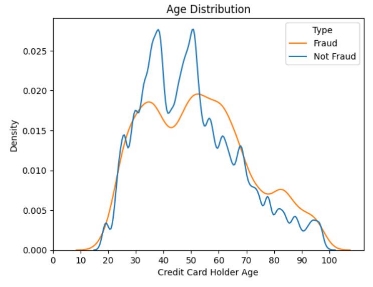 Age Distribution
Type
Fraud
Not Fraud
Density
0.025
0.020
0.015
0.010
0.005
0.000
0 10 20 30 40 50 60 70 80 90 100
Credit Card Holder Age